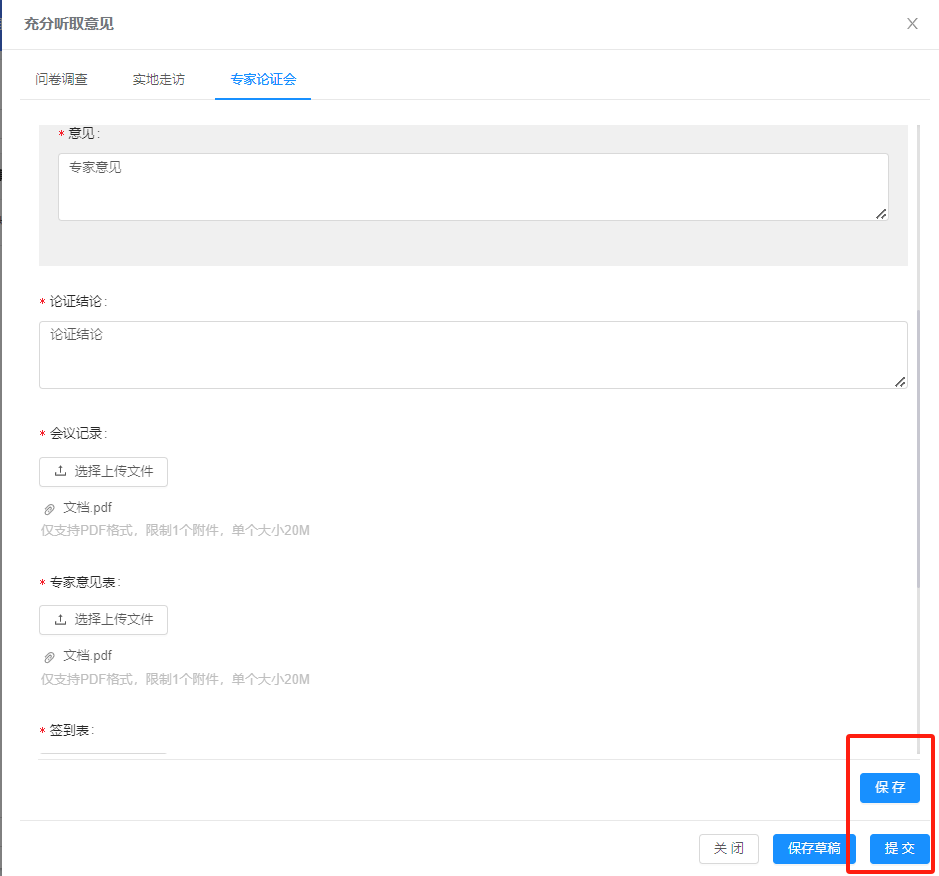 充分听取意见
问卷调查 实地走访 专家论证会
* 意见:
专家意见
* 论证结论:
论证结论
* 会议记录:
选择上传文件
文档.pdf
仅支持PDF格式，限制1个附件，单个大小20M
* 专家意见表:
选择上传文件
文档.pdf
仅支持PDF格式，限制1个附件，单个大小20M
* 签到表:
保存
关闭 保存草稿 提交